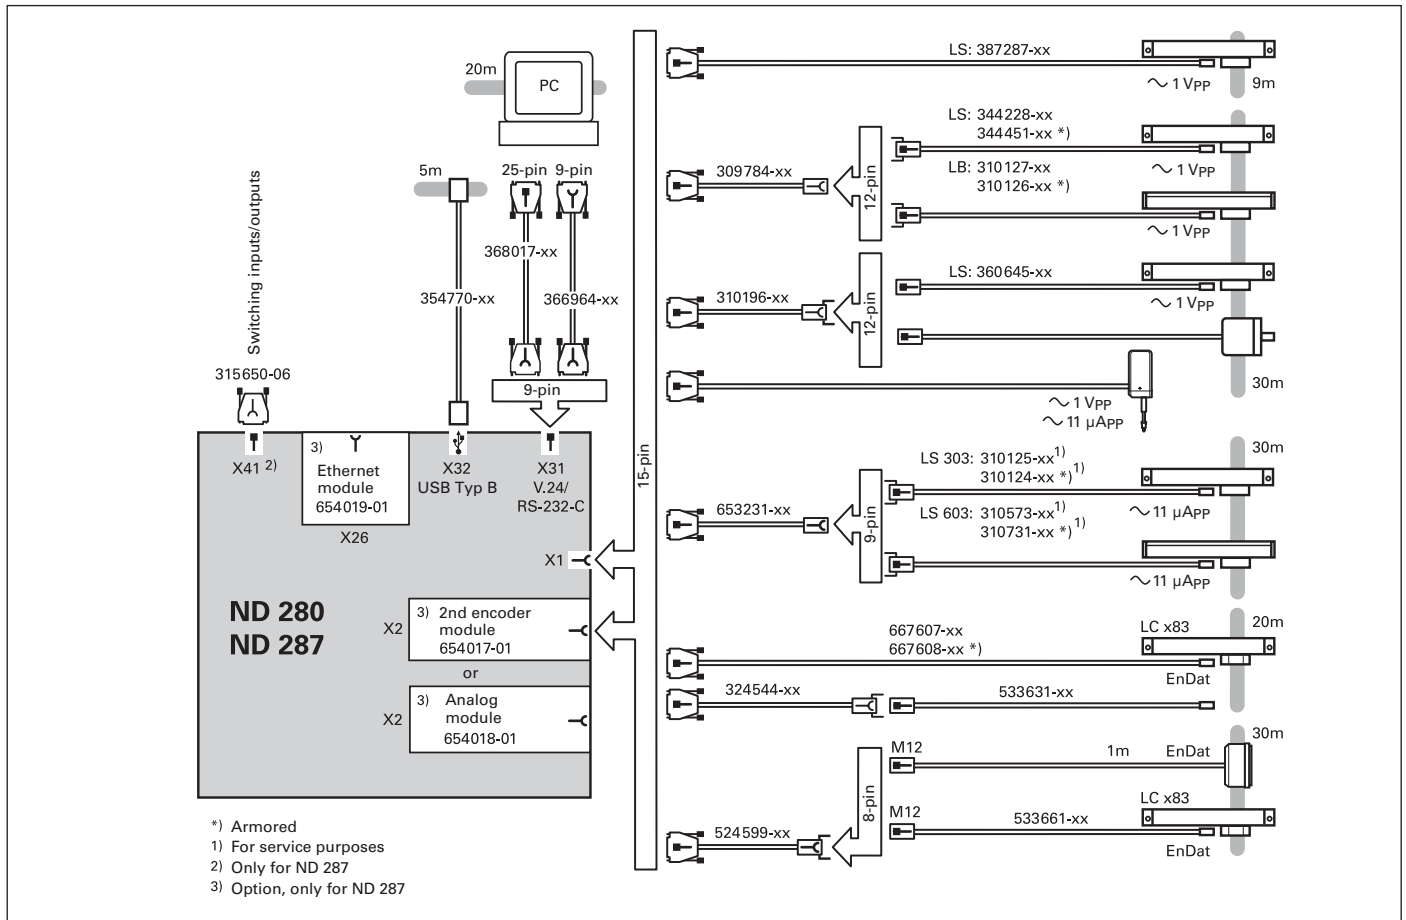 20m
PC
5m
25-pin
9-pin
Switching inputs/outputs
368017-xx
354770-xx
366964-xx
315650-06
9-pin
X41 2)
3)
Ethernet
module
654019-01
X26
X32
USB Typ B
X31
V.24/
RS-232-C
X1
ND 280
ND 287
X2
3) 2nd encoder
module
654017-01
or
X2
3) Analog
module
654018-01
15-pin
LS: 387287-xx
~ 1 VPP
9m
309784-xx
12-pin
LS: 344228-xx
344451-xx *)
~ 1 VPP
LB: 310127-xx
310126-xx *)
~ 1 VPP
310196-xx
12-pin
LS: 360645-xx
~ 1 VPP
30m
~ 1 VPP
~ 11 µAPP
30m
653231-xx
9-pin
LS 303: 310125-xx1)
310124-xx *)1)
~ 11 µAPP
LS 603: 310573-xx1)
310731-xx *)1)
~ 11 µAPP
667607-xx
667608-xx *)
LC x83
20m
EnDat
324544-xx
533631-xx
30m
M12
1m
EnDat
8-pin
524599-xx
M12
533661-xx
LC x83
EnDat
*) Armored
1) For service purposes
2) Only for ND 287
3) Option, only for ND 287